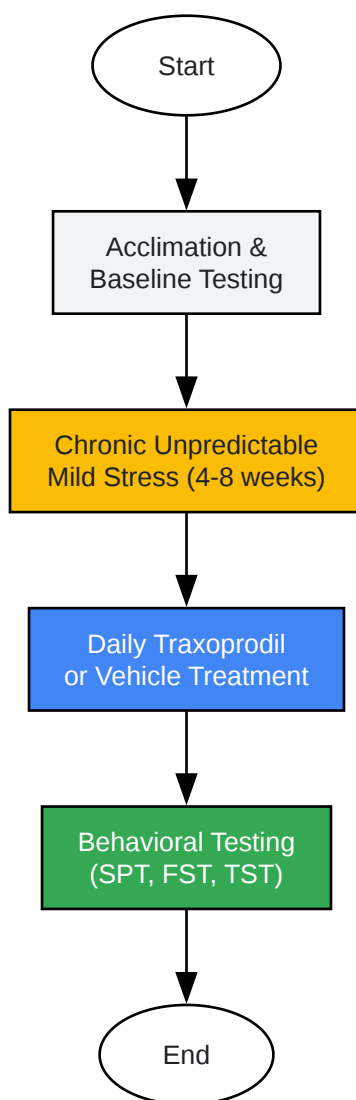 Start
Acclimation &
Baseline Testing
Chronic Unpredictable
Mild Stress (4-8 weeks)
Daily Traxoprodil
or Vehicle Treatment
Behavioral Testing
(SPT, FST, TST)
End